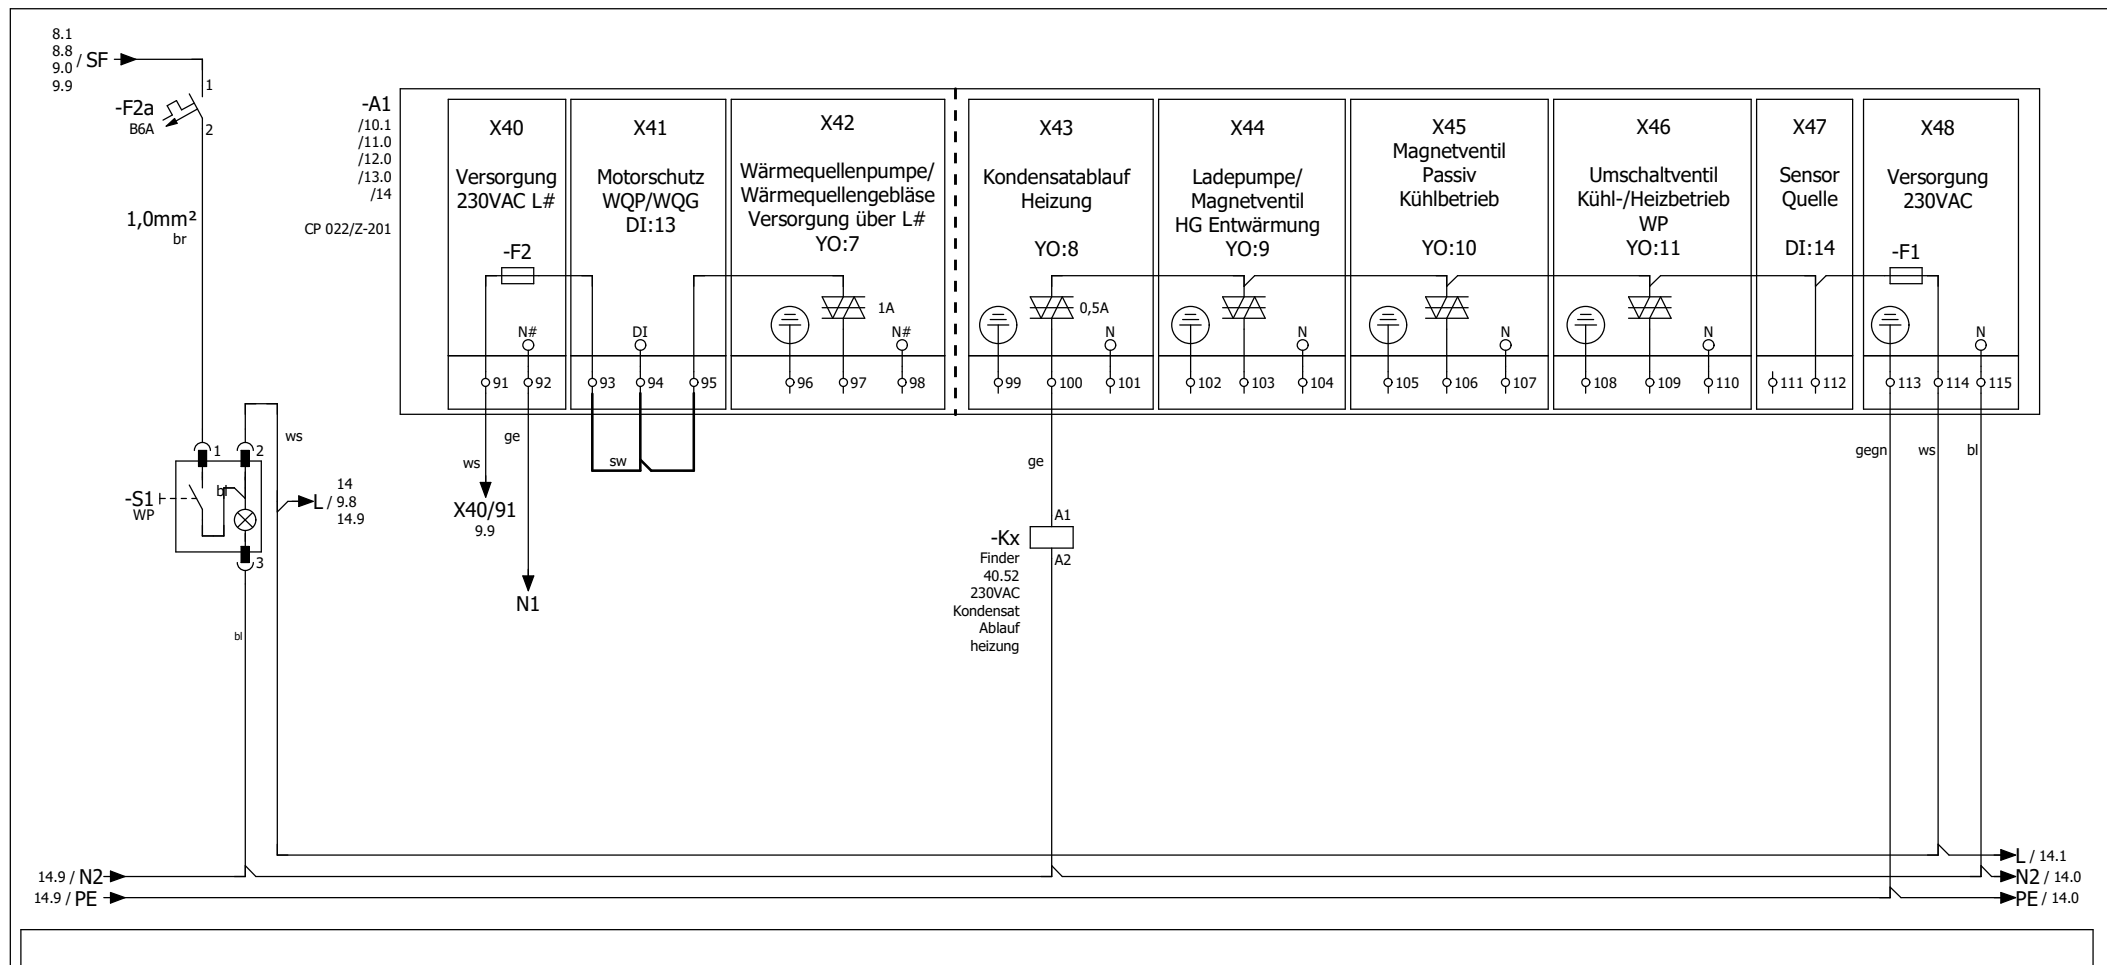 8.1
8.8
9.0 / SF
9.9
-F2a
B6A
1
2
1,0mm²
br
-A1
/10.1
/11.0
/12.0
/13.0
/14
CP 022/Z-201
X40
Versorgung
230VAC L#
-F2
N#
91 92
X41
Motorschutz
WQP/WQG
DI:13
DI
93 94 95
X42
Wärmequellenpumpe/
Wärmequellengebläse
Versorgung über L#
YO:7
1A
N#
96 97 98
X43
Kondensatablauf
Heizung
YO:8
0,5A
N
99 100 101
X44
Ladepumpe/
Magnetventil
HG Entwärmung
YO:9
N
102 103 104
X45
Magnetventil
Passiv
Kühlbetrieb
YO:10
N
105 106 107
X46
Umschaltventil
Kühl-/Heizbetrieb
WP
YO:11
N
108 109 110
X47
Sensor
Quelle
DI:14
111 112
X48
Versorgung
230VAC
-F1
N
113 114 115
ws
1 2
bl
-S1
WP
3
L / 14
9.8
14.9
bl
ws
ge
sw
X40/91
9.9
N1
ge
A1
-Kx
A2
Finder
40.52
230VAC
Kondensat
Ablauf
heizung
gegn ws bl
14.9 / N2
14.9 / PE
L / 14.1
N2 / 14.0
PE / 14.0